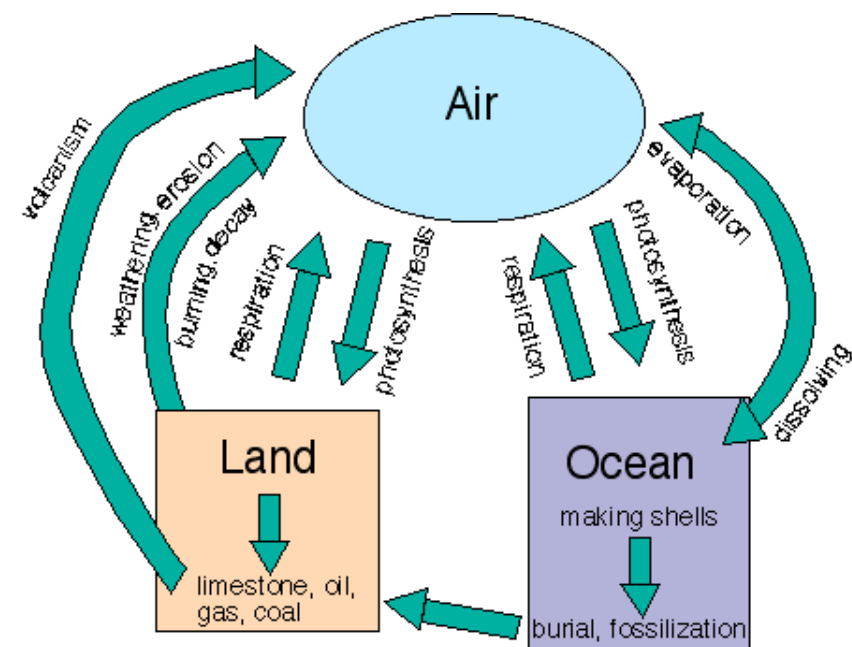 Air
volcanism
weathering, erosion
burning, decay
respiration
photosynthesis
respiration
photosynthesis
evaporation
dissolving
Land
limestone, oil,
gas, coal
Ocean
making shells
burial, fossilization